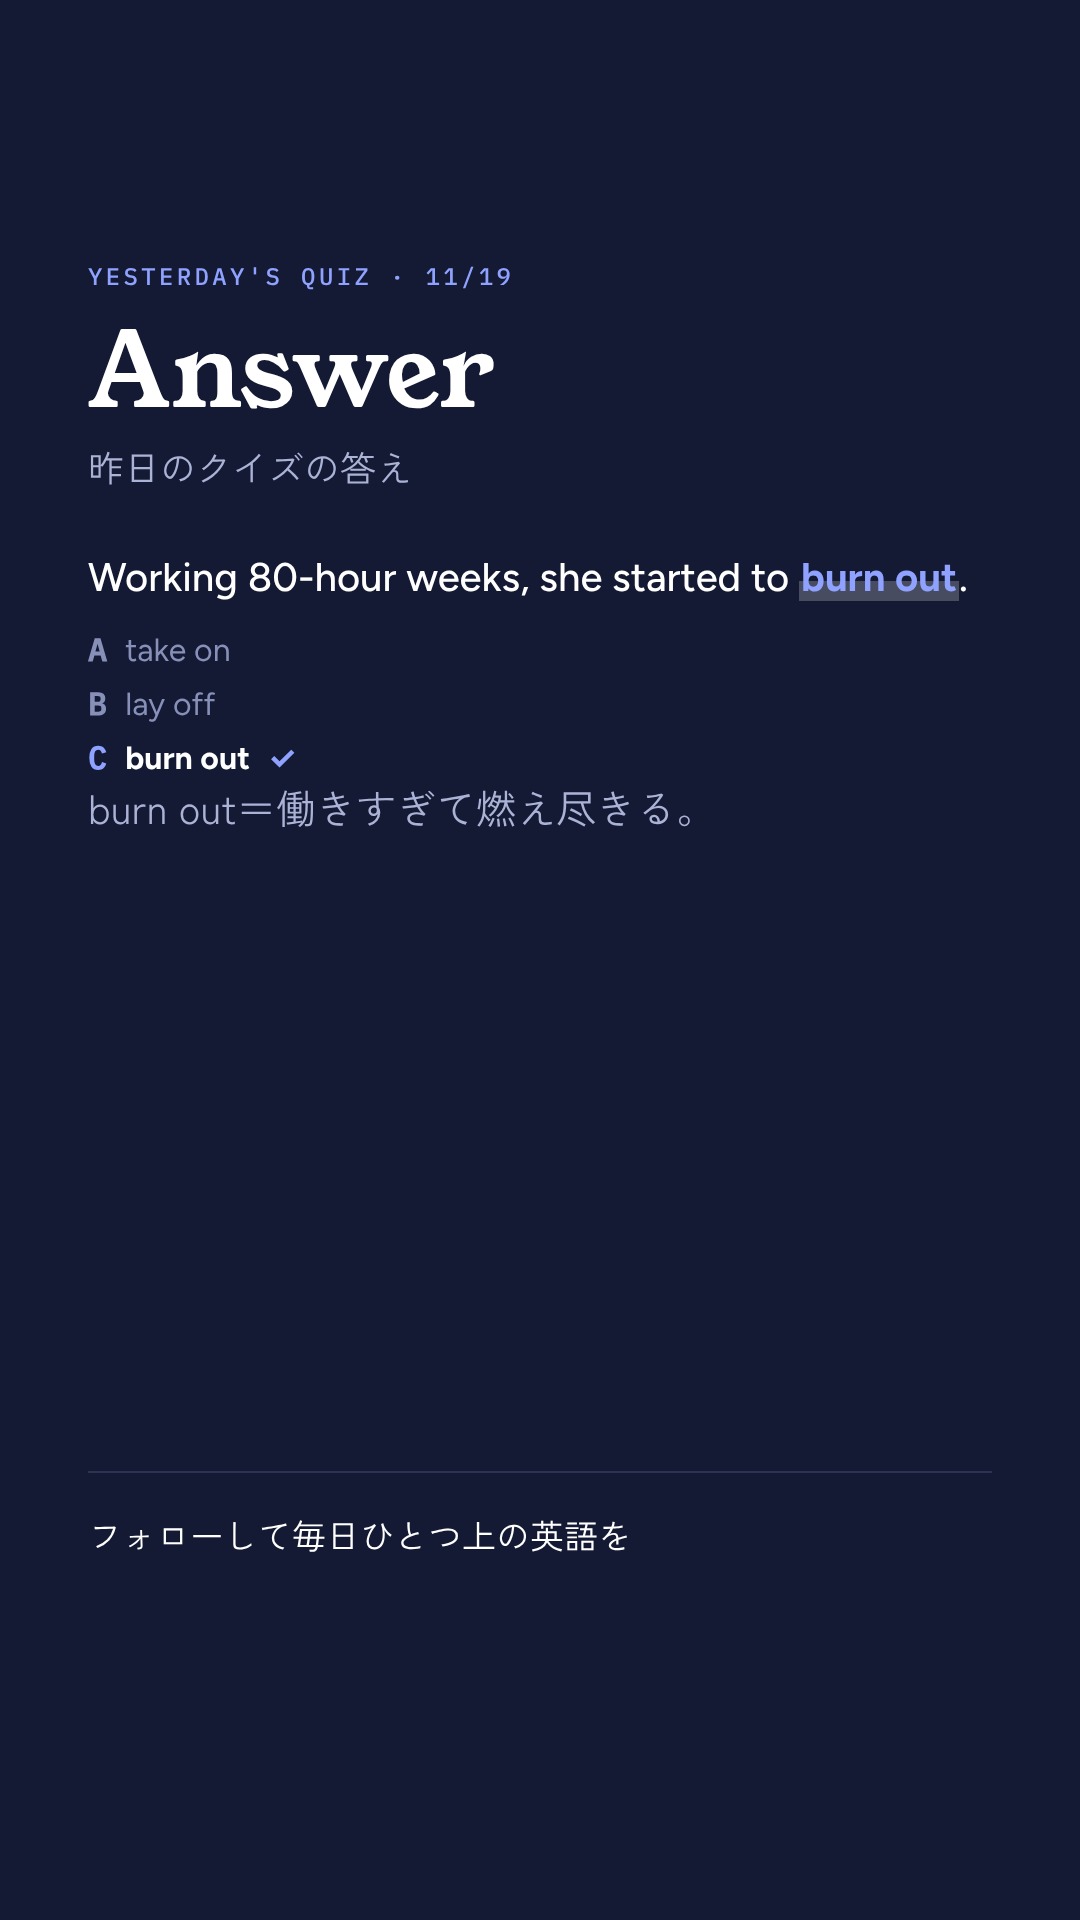 YESTERDAY'S QUIZ · 11/19
Answer
昨日のクイズの答え
Working 80-hour weeks, she started to burn out.
A take on
B lay off
C burn out ✓
burn out＝働きすぎて燃え尽きる。
フォローして毎日ひとつ上の英語を